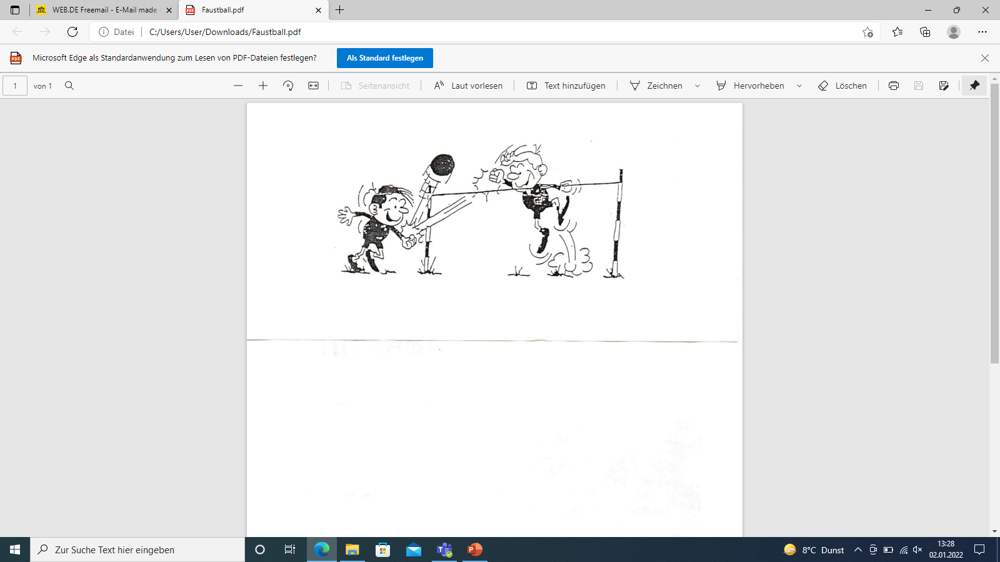 WEB.DE Freemail - E-Mail made
Faustball.pdf
Datei
C:/Users/User/Downloads/Faustball.pdf
PDF
Microsoft Edge als Standardanwendung zum Lesen von PDF-Dateien festlegen?
Als Standard festlegen
1
von 1
Seitenansicht
Laut vorlesen
Text hinzufügen
Zeichnen
Hervorheben
Löschen
Zur Suche Text hier eingeben
8°C Dunst
13:28
02.01.2022